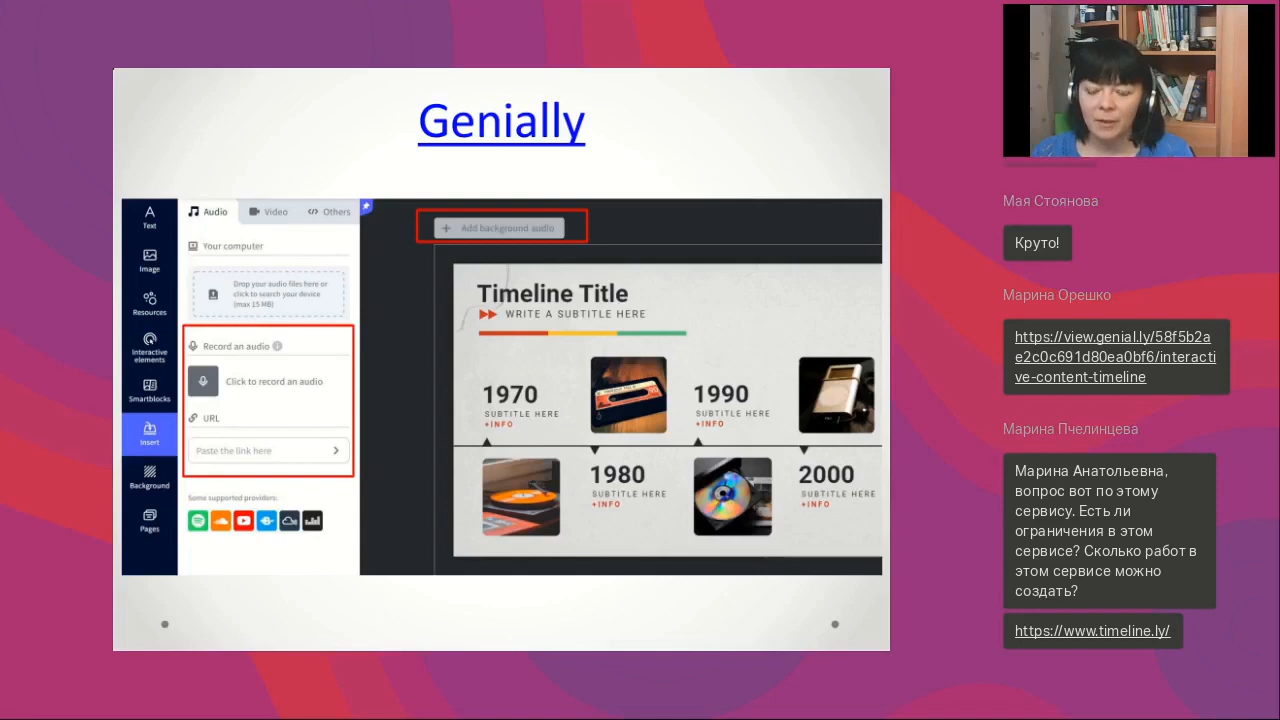 Genially
Text
Image
Resources
Interactive
elements
Smartblocks
Insert
Background
Pages
Audio
Video
Others
Your computer
Drop your audio files here or
click to search your device
(max 15 MB)
Record an audio
Click to record an audio
URL
Paste the link here
Some supported providers:
+ Add background audio
Timeline Title
WRITE A SUBTITLE HERE
1970
SUBTITLE HERE
+INFO
1990
SUBTITLE HERE
+INFO
1980
SUBTITLE HERE
+INFO
2000
SUBTITLE HERE
+INFO
Мая Стоянова
Круто!
Марина Орешко
https://view.genial.ly/58f5b2a
e2c0c691d80ea0bf6/interacti
ve-content-timeline
Марина Пчелинцева
Марина Анатольевна,
вопрос вот по этому
сервису. Есть ли
ограничения в этом
сервисе? Сколько работ в
этом сервисе можно
создать?
https://www.timeline.ly/